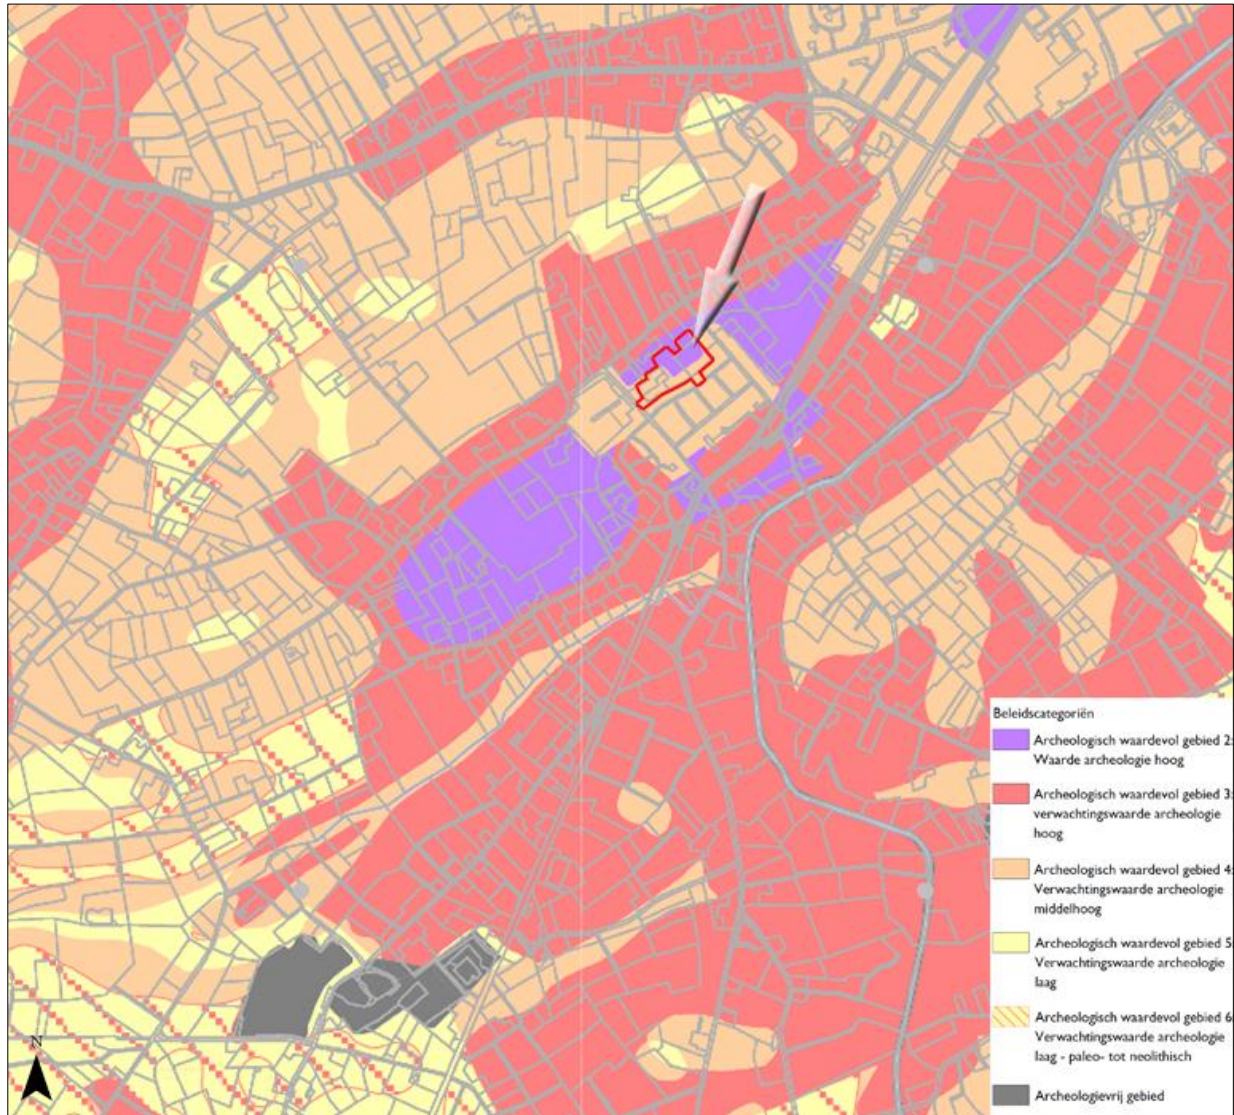 N
Beleidscategoriën
Archeologisch waardevol gebied 2:
Waarde archeologie hoog
Archeologisch waardevol gebied 3:
verwachtingswaarde archeologie
hoog
Archeologisch waardevol gebied 4:
Verwachtingswaarde archeologie
middelhoog
Archeologisch waardevol gebied 5:
Verwachtingswaarde archeologie
laag
Archeologisch waardevol gebied 6:
Verwachtingswaarde archeologie
laag - paleo- tot neolithisch
Archeologievrij gebied